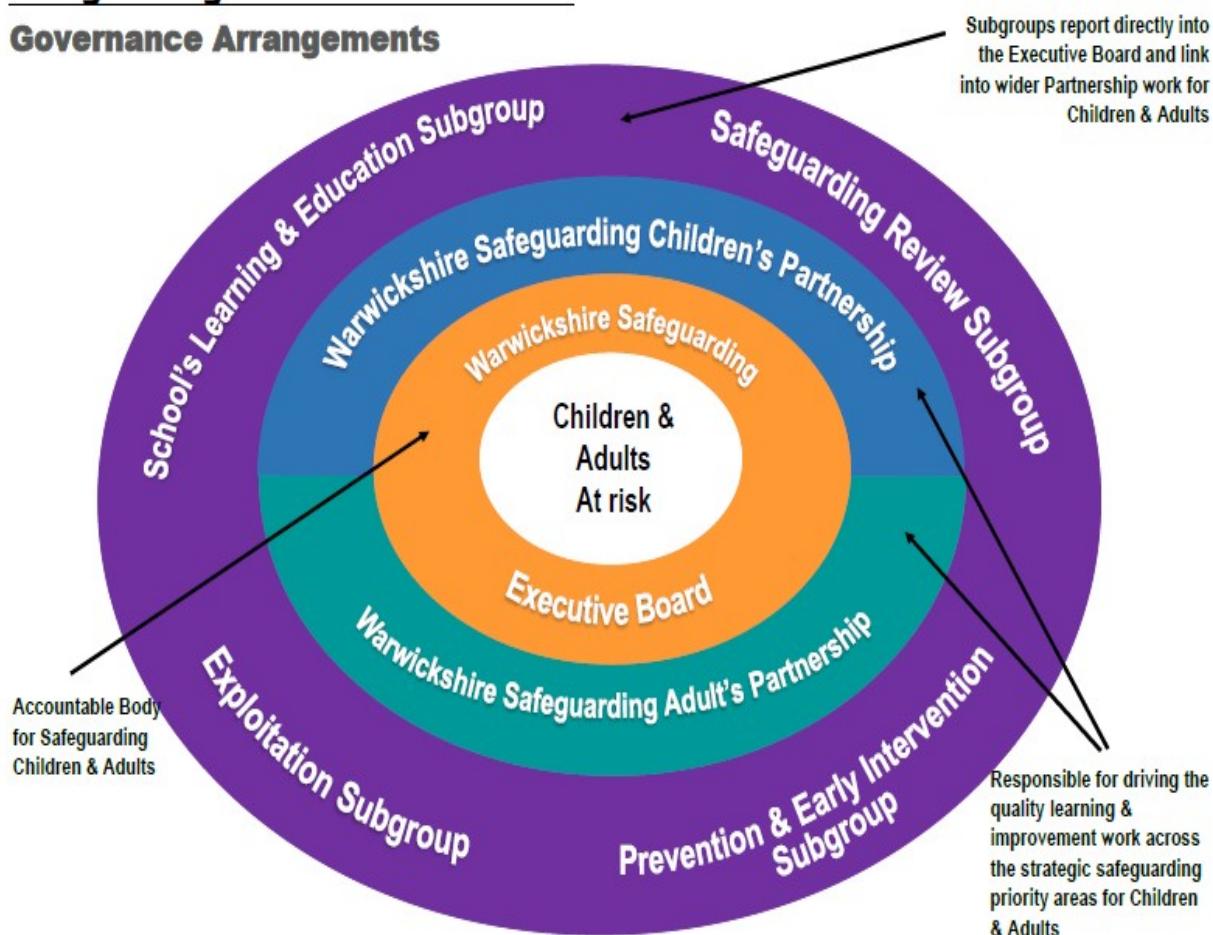 Governance Arrangements
Subgroups report directly into
the Executive Board and link
into wider Partnership work for
Children & Adults
School's Learning & Education Subgroup
Safeguarding Review Subgroup
Warwickshire Safeguarding Children's Partnership
Warwickshire Safeguarding
Children &
Adults
At risk
Executive Board
Warwickshire Safeguarding Adult's Partnership
Exploitation Subgroup
Prevention & Early Intervention
Subgroup
Accountable Body
for Safeguarding
Children & Adults
Responsible for driving the
quality learning &
improvement work across
the strategic safeguarding
priority areas for Children
& Adults